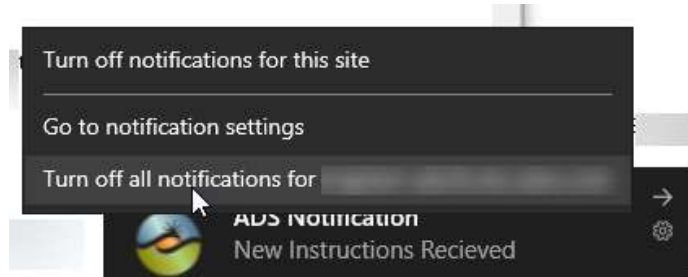 Turn off notifications for this site
Go to notification settings
Turn off all notifications for
ADS Notification
New Instructions Recieved